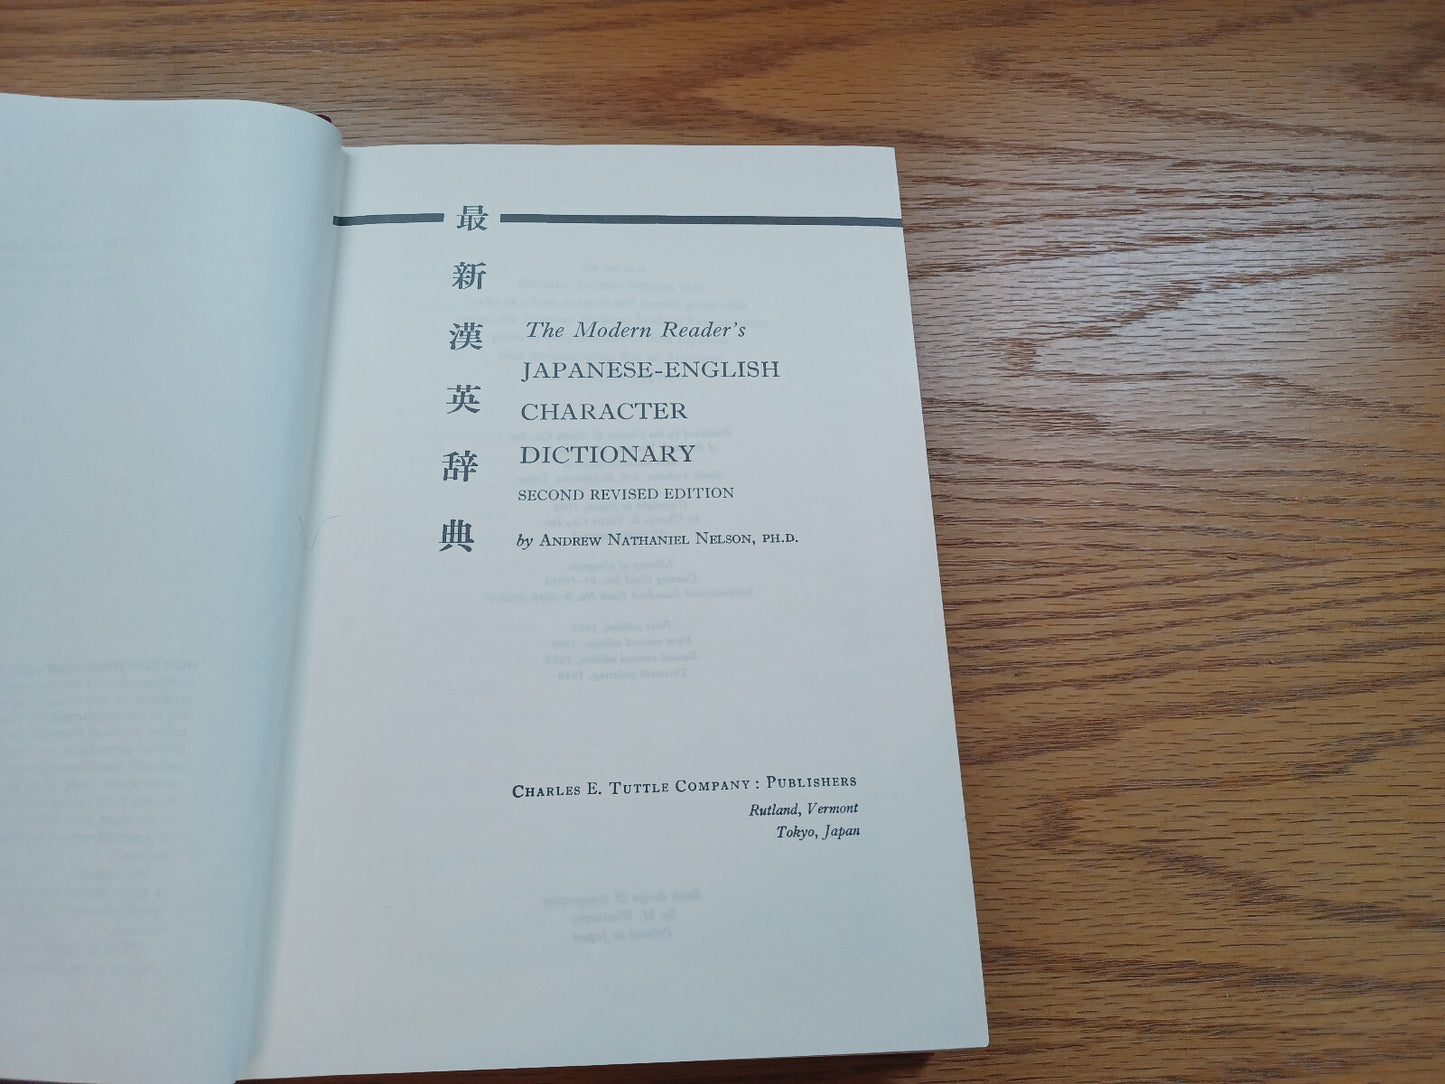 最新漢英辞典
The Modern Reader's
JAPANESE-ENGLISH
CHARACTER
DICTIONARY
SECOND REVISED EDITION
by ANDREW NATHANIEL NELSON, PH.D.
CHARLES E. TUTTLE COMPANY : PUBLISHERS
Rutland, Vermont
Tokyo, Japan